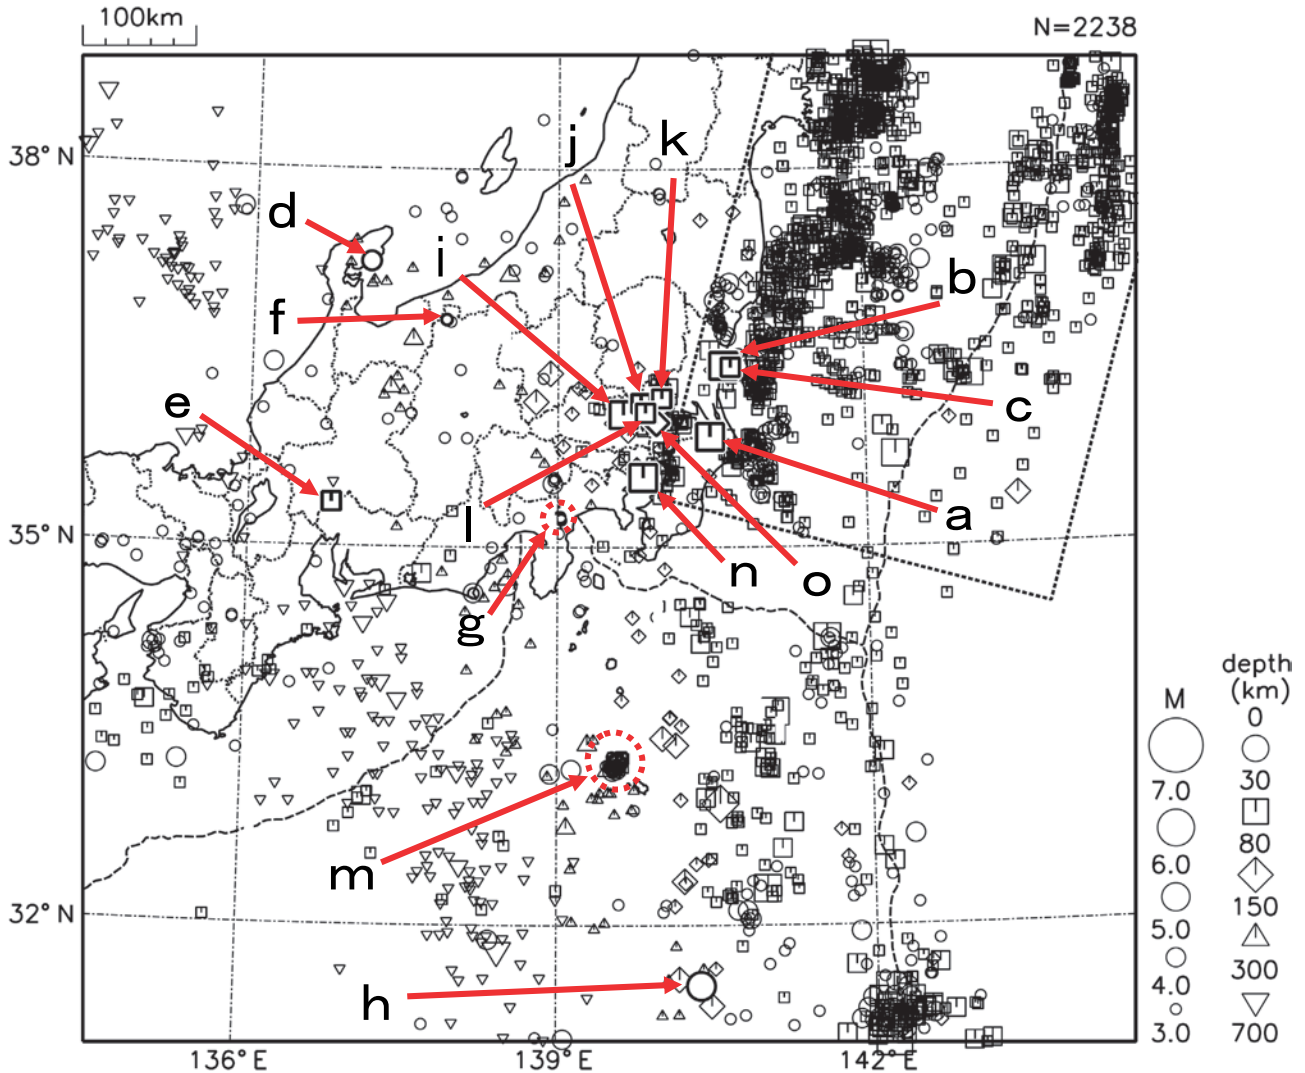 100km
N=2238
38° N
35° N
32° N
136° E
139° E
142° E
j
k
d
i
b
f
e
c
l
a
n
o
g
m
h
M
7.0
6.0
5.0
4.0
3.0
depth
(km)
0
30
80
150
300
700